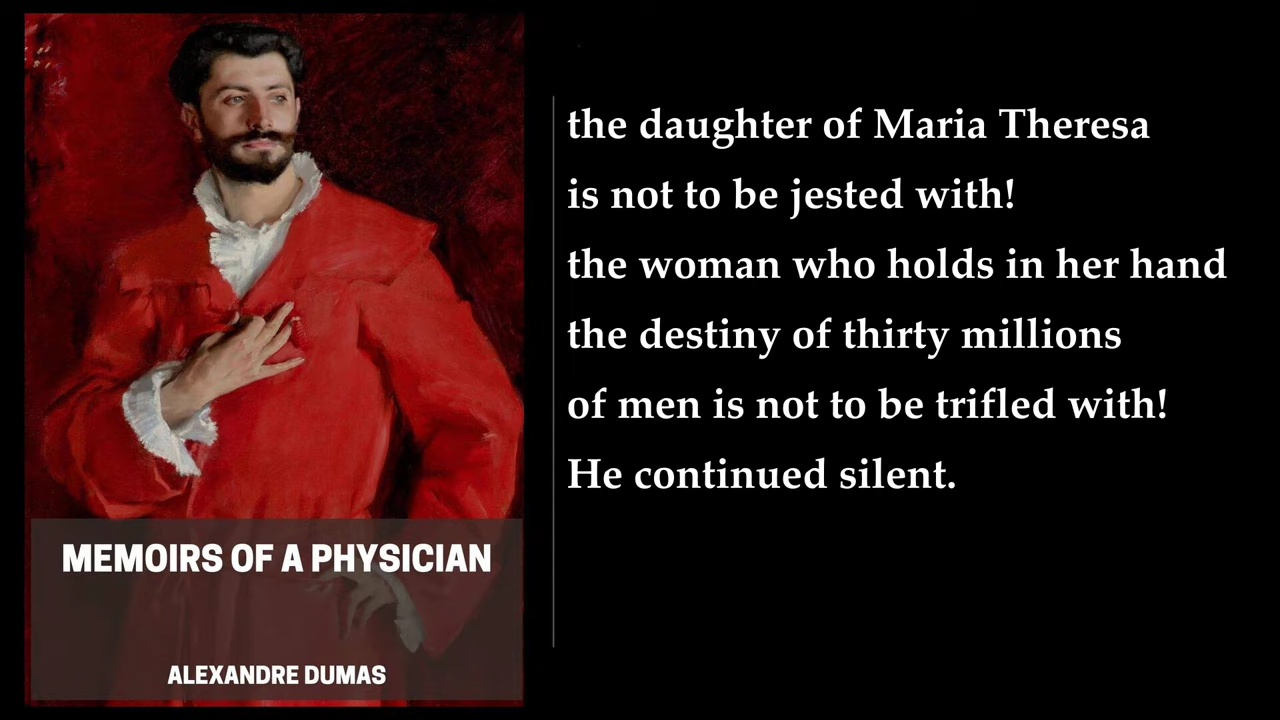 MEMOIRS OF A PHYSICIAN
ALEXANDRE DUMAS
the daughter of Maria Theresa
is not to be jested with!
the woman who holds in her hand
the destiny of thirty millions
of men is not to be trifled with!
He continued silent.